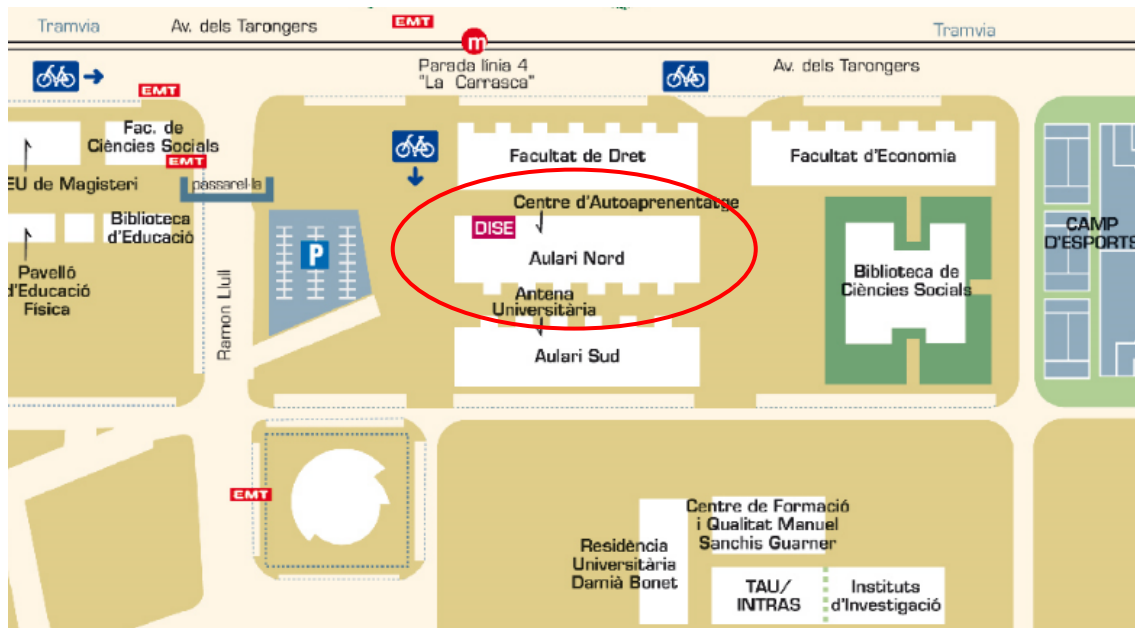 Tramvia
Av. dels Tarongers
EMT
m
Tramvia
Parada línia 4
"La Carrasca"
Av. dels Tarongers
EMT
Fac. de
Ciències Socials
EMT
EU de Magisteri
passarel·la
Facultat de Dret
Facultat d'Economia
Centre d'Autoaprenentatge
DISE
Aulari Nord
Biblioteca
d'Educació
P
Pavelló
d'Educació
Física
Ramon Llull
Antena
Universitària
Aulari Sud
Biblioteca de
Ciències Socials
CAMP
D'ESPORTS
EMT
Centre de Formació
i Qualitat Manuel
Sanchis Guarner
Residència
Universitària
Damià Bonet
TAU/
INTRAS
Instituts
d'Investigació